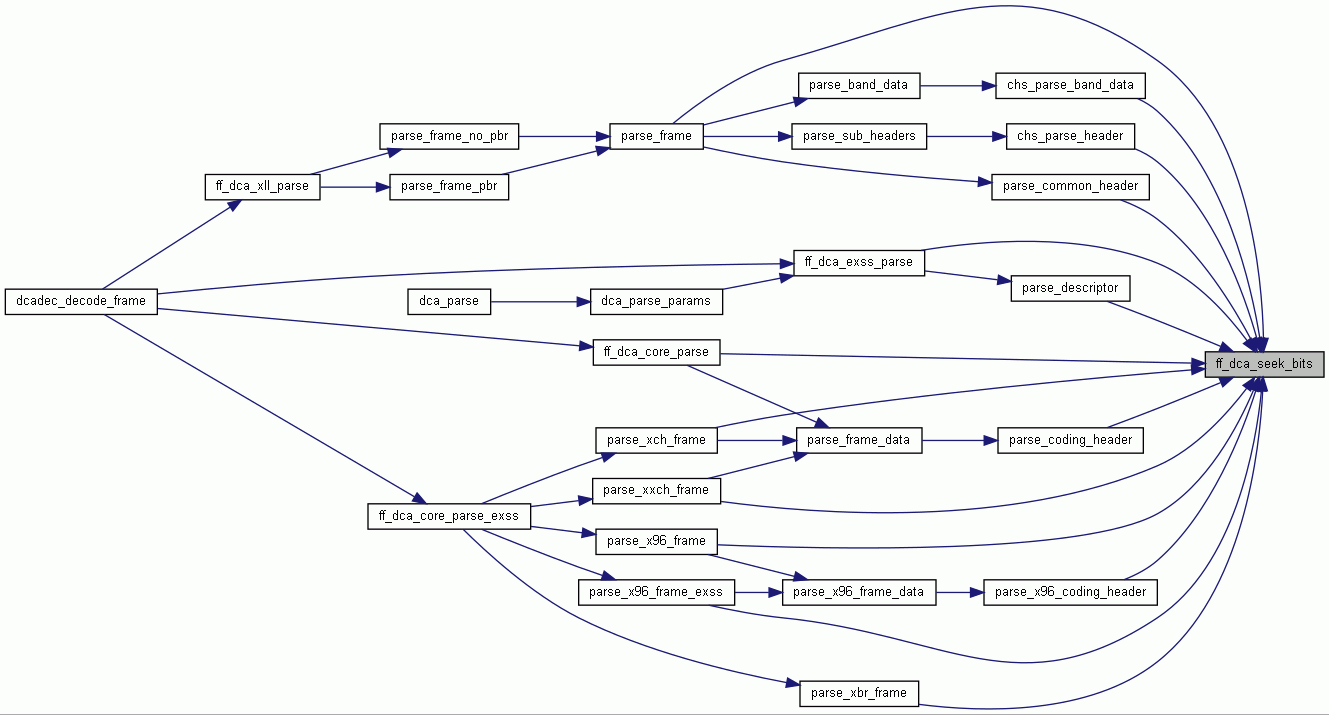 parse_band_data
chs_parse_band_data
parse_frame_no_pbr
parse_frame
parse_sub_headers
chs_parse_header
ff_dca_xll_parse
parse_frame_pbr
parse_common_header
ff_dca_exss_parse
parse_descriptor
dcadec_decode_frame
dca_parse
dca_parse_params
ff_dca_core_parse
ff_dca_seek_bits
parse_xch_frame
parse_frame_data
parse_coding_header
parse_xxch_frame
ff_dca_core_parse_exss
parse_x96_frame
parse_x96_frame_exss
parse_x96_frame_data
parse_x96_coding_header
parse_xbr_frame